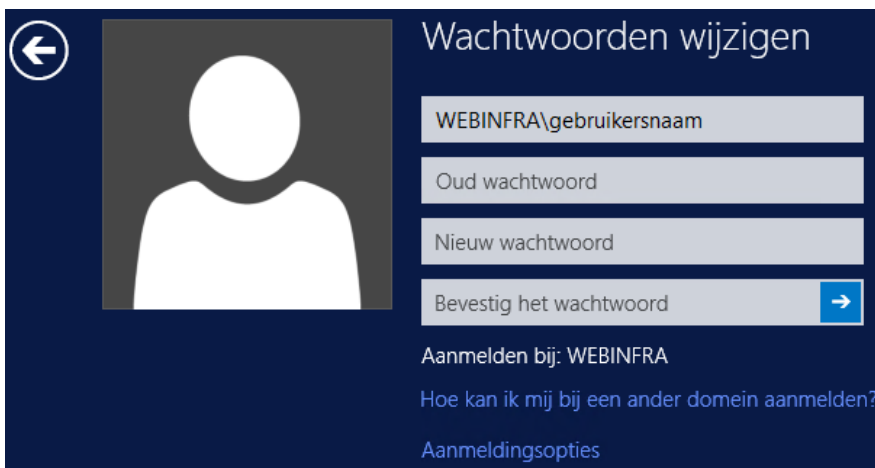 Wachtwoorden wijzigen
WEBINFRA\gebruikersnaam
Oud wachtwoord
Nieuw wachtwoord
Bevestig het wachtwoord
Aanmelden bij: WEBINFRA
Hoe kan ik mij bij een ander domein aanmelden?
Aanmeldingsopties